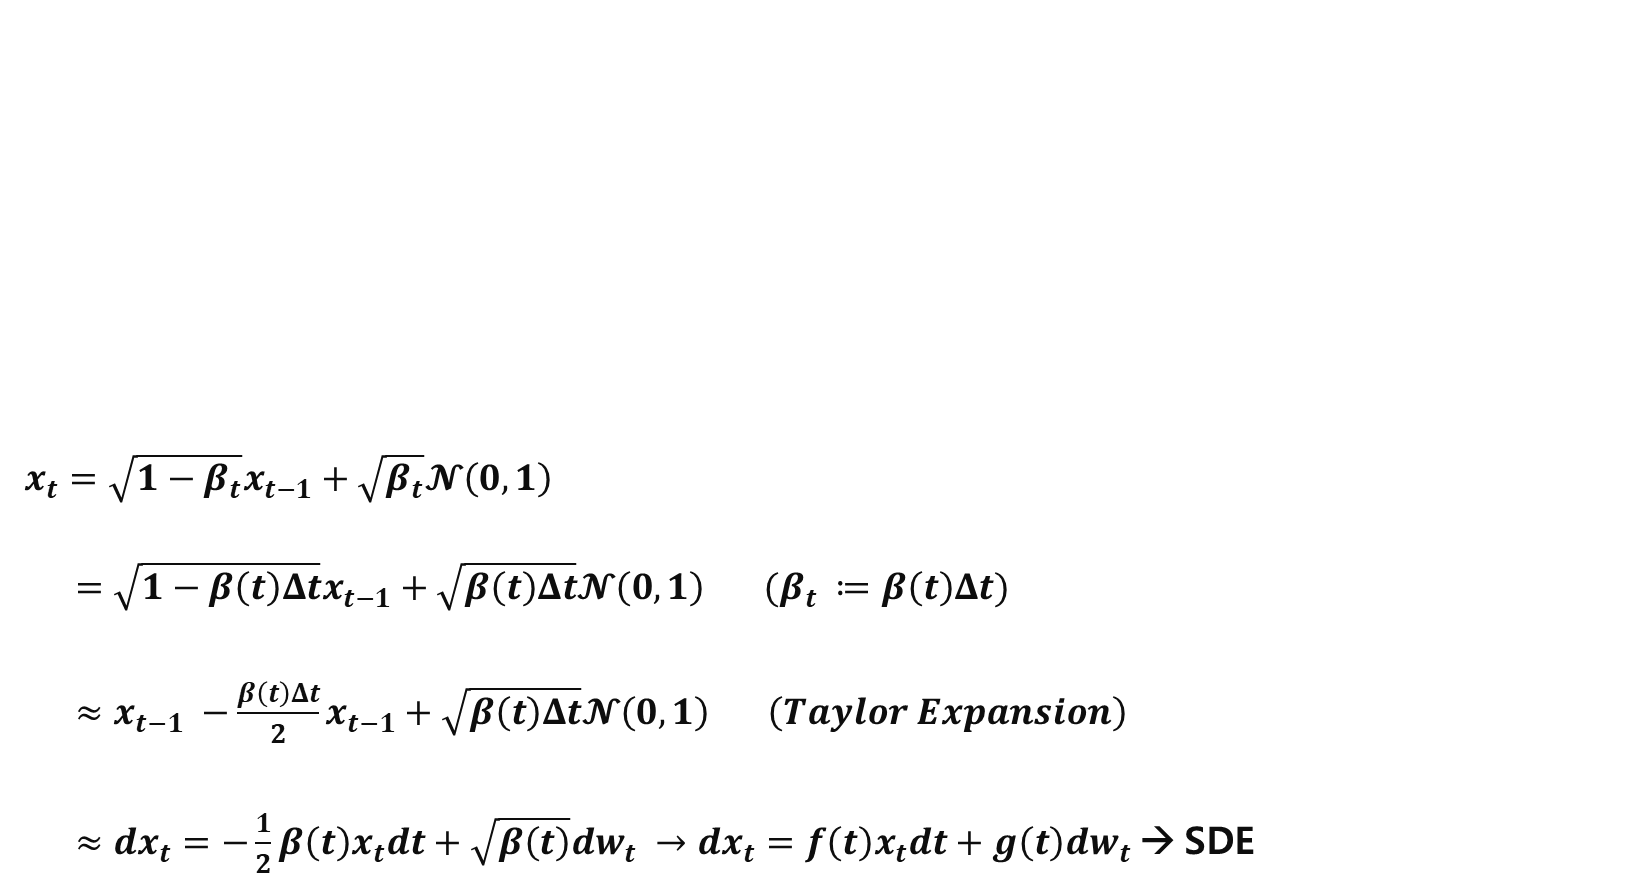 x_t = √(1 − β_t) x_{t−1} + √(β_t) 𝒩(0, 1)
= √(1 − β(t)Δt) x_{t−1} + √(β(t)Δt) 𝒩(0, 1) (β_t := β(t)Δt)
≈ x_{t−1} − (β(t)Δt)/2 x_{t−1} + √(β(t)Δt) 𝒩(0, 1) (Taylor Expansion)
≈ dx_t = −1/2 β(t)x_t dt + √(β(t)) dw_t → dx_t = f(t)x_t dt + g(t)dw_t → SDE